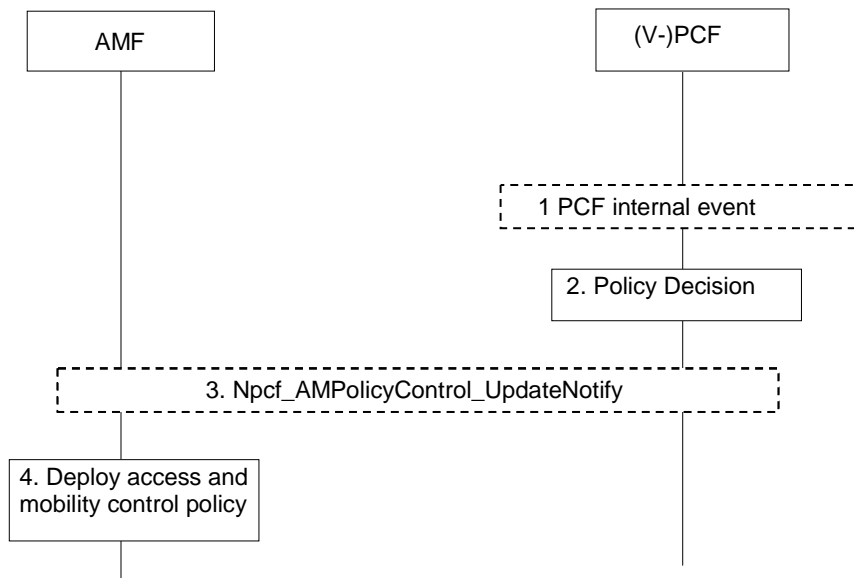 AMF
(V-)PCF
1 PCF internal event
2. Policy Decision
3. Npcf_AMPolicyControl_UpdateNotify
4. Deploy access and
mobility control policy